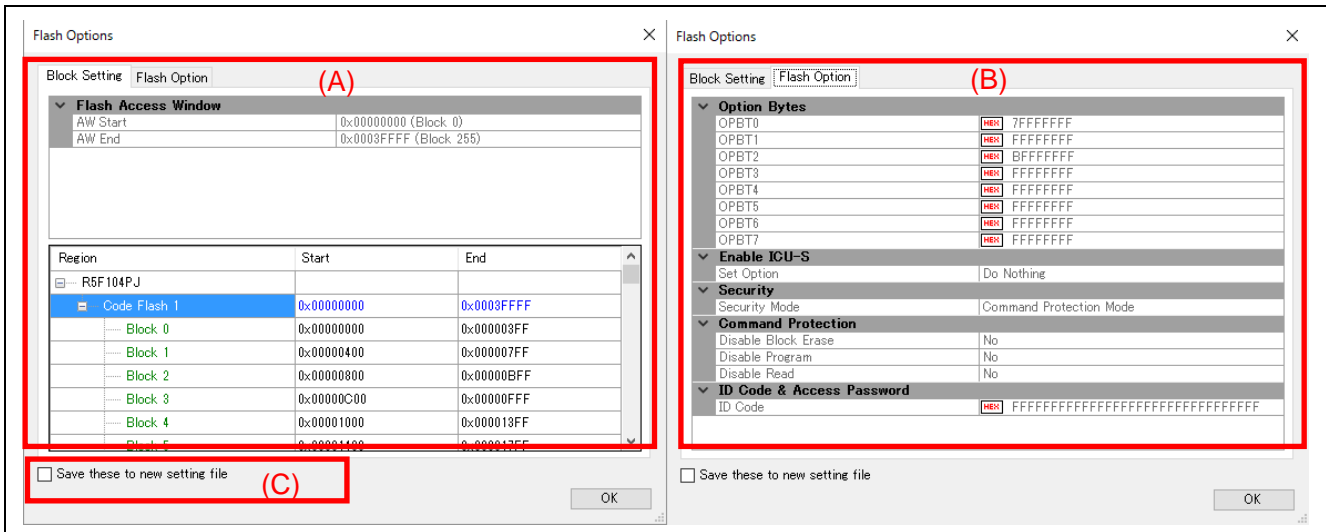 Flash Options
Block Setting Flash Option
(A)
Flash Access Window
AW Start 0x00000000 (Block 0)
AW End 0x0003FFFF (Block 255)
Region Start End
R5F104PJ
Code Flash 1 0x00000000 0x0003FFFF
Block 0 0x00000000 0x000003FF
Block 1 0x00000400 0x000007FF
Block 2 0x00000800 0x00000BFF
Block 3 0x00000C00 0x00000FFF
Block 4 0x00001000 0x000013FF
Block 5 0x00001400 0x000017FF
Save these to new setting file
(C)
OK
Flash Options
Block Setting Flash Option
(B)
Option Bytes
OPBT0 HEX 7FFFFFFF
OPBT1 HEX FFFFFFFF
OPBT2 HEX BFFFFFFF
OPBT3 HEX FFFFFFFF
OPBT4 HEX FFFFFFFF
OPBT5 HEX FFFFFFFF
OPBT6 HEX FFFFFFFF
OPBT7 HEX FFFFFFFF
Enable ICU-S
Set Option Do Nothing
Security
Security Mode Command Protection Mode
Command Protection
Disable Block Erase No
Disable Program No
Disable Read No
ID Code & Access Password
ID Code HEX FFFFFFFFFFFFFFFFFFFFFFFFFFFFFFFF
Save these to new setting file
OK